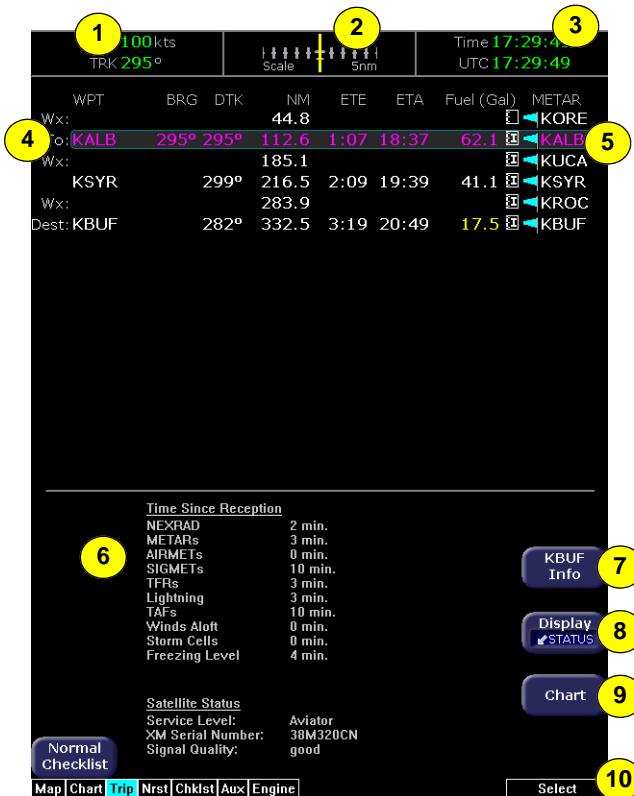 1 100kts
TRK 295°
2
Scale 5nm
3
Time 17:29:4
UTC 17:29:49
WPT BRG DTK NM ETE ETA Fuel (Gal) METAR
Wx: 44.8 KORE
4 To: KALB 295° 295° 112.6 1:07 18:37 62.1 KALB 5
Wx: 185.1 KUCA
KSYR 299° 216.5 2:09 19:39 41.1 KSYR
Wx: 283.9 KROC
Dest: KBUF 282° 332.5 3:19 20:49 17.5 KBUF
Time Since Reception
NEXRAD 2 min.
METARs 3 min.
AIRMETs 0 min.
SIGMETs 10 min.
TFRs 3 min.
Lightning 3 min.
TAFs 10 min.
Winds Aloft 0 min.
Storm Cells 0 min.
Freezing Level 4 min.
6
KBUF
Info
7
Display
STATUS
8
Chart
9
Satellite Status
Service Level: Aviator
XM Serial Number: 38M320CN
Signal Quality: good
Normal
Checklist
Map Chart Trip Nrst Chklst Aux Engine
Select
10